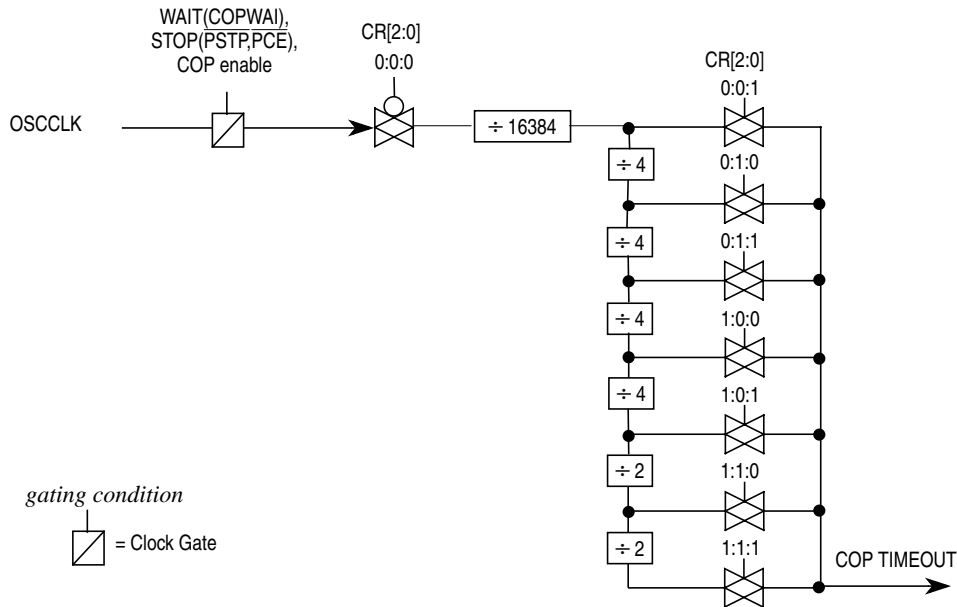 WAIT(COPWAI),
STOP(PSTP,PCE),
COP enable
CR[2:0]
0:0:0
CR[2:0]
0:0:1
OSCCLK
÷ 16384
÷ 4
0:1:0
÷ 4
0:1:1
÷ 4
1:0:0
÷ 4
1:0:1
÷ 2
1:1:0
÷ 2
1:1:1
gating condition
= Clock Gate
COP TIMEOUT